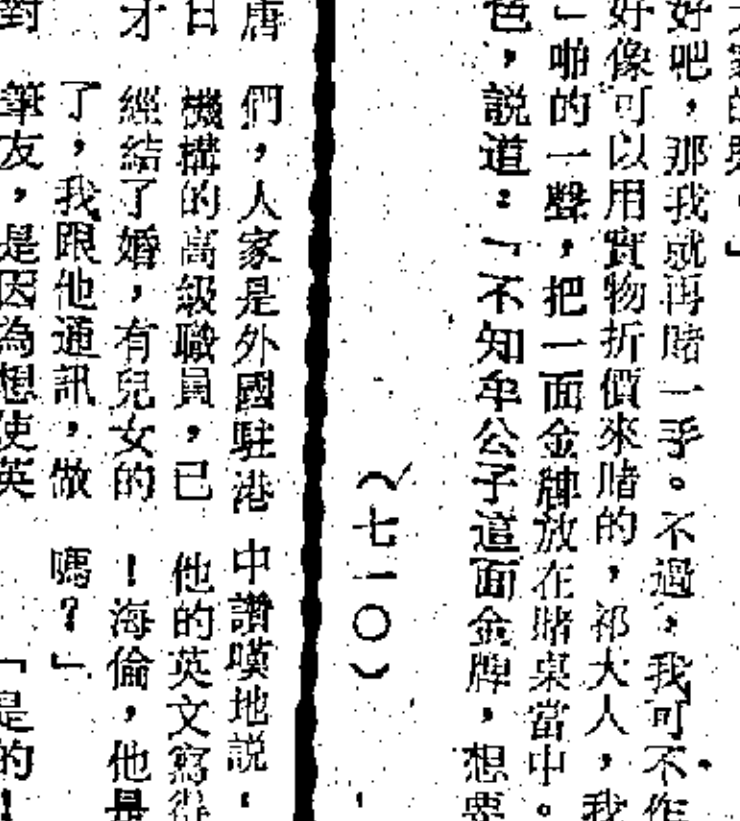 好吧，那我就再賭一手。不過，我可不作
好像可以用實物折價來賭的，祁大人，我
」啪的一聲，把一面金牌放在賭桌當中。
色，説道：「不知牟公子這面金牌，想要
（七一〇）
唐
日
才
對
們，人家是外國駐港
機構的高級職員，已
經結了婚，有兒女的
了，我跟他通訊，做
筆友，是因為想使英
中讚嘆地説：
他的英文寫得
！海倫，他是
嗎？」
「是的！